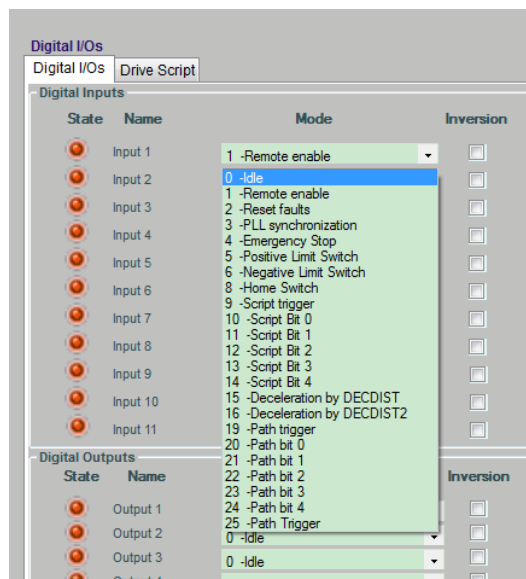 Digital I/Os
Digital I/Os Drive Script
Digital Inputs
State Name Mode Inversion
Input 1 1 -Remote enable
Input 2 0 -Idle
1 -Remote enable
Input 3 2 -Reset faults
3 -PLL synchronization
Input 4 4 -Emergency Stop
5 -Positive Limit Switch
Input 5 6 -Negative Limit Switch
Input 6 8 -Home Switch
9 -Script trigger
Input 7 10 -Script Bit 0
11 -Script Bit 1
Input 8 12 -Script Bit 2
13 -Script Bit 3
Input 9 14 -Script Bit 4
15 -Deceleration by DECDIST
Input 10 16 -Deceleration by DECDIST2
19 -Path trigger
Input 11 20 -Path bit 0
21 -Path bit 1
Digital Outputs
State Name 22 -Path bit 2 Inversion
23 -Path bit 3
Output 1 24 -Path bit 4
25 -Path Trigger
Output 2 0 -Idle
Output 3 0 -Idle